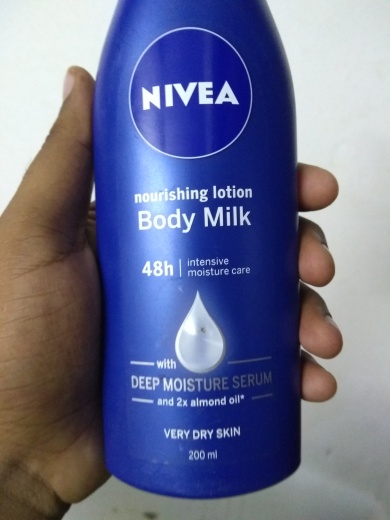 NIVEA
nourishing lotion
Body Milk
48h | intensive
moisture care
with
DEEP MOISTURE SERUM
and 2x almond oil*
VERY DRY SKIN
200 ml